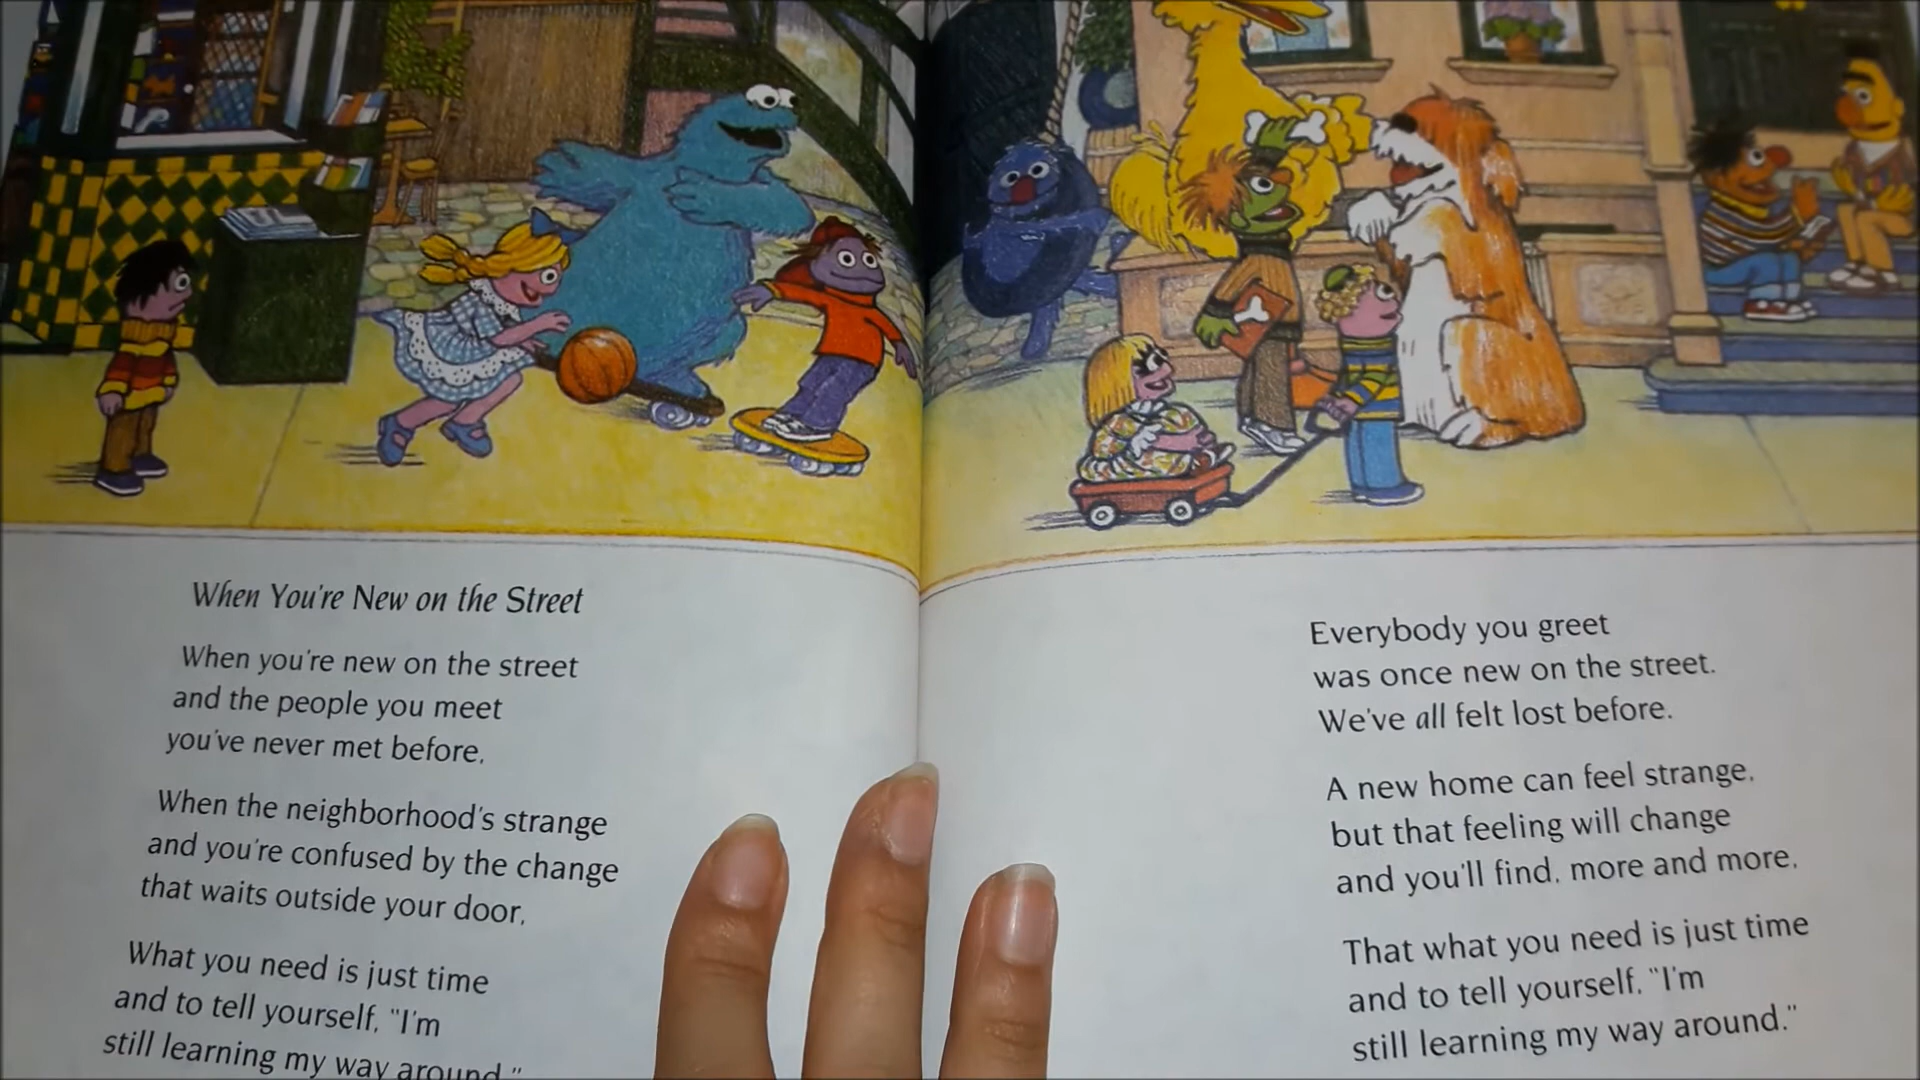 When You're New on the Street
When you're new on the street
and the people you meet
you've never met before,
When the neighborhood's strange
and you're confused by the change
that waits outside your door,
What you need is just time
and to tell yourself, "I'm
still learning my way around."
Everybody you greet
was once new on the street.
We've all felt lost before.
A new home can feel strange,
but that feeling will change
and you'll find, more and more,
That what you need is just time
and to tell yourself, "I'm
still learning my way around."